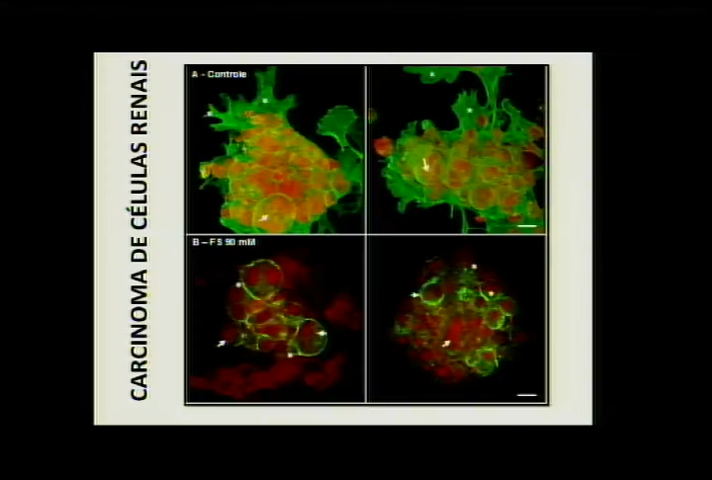 CARCINOMA DE CÉLULAS RENAIS
A - Controle
B - FS 90 mM